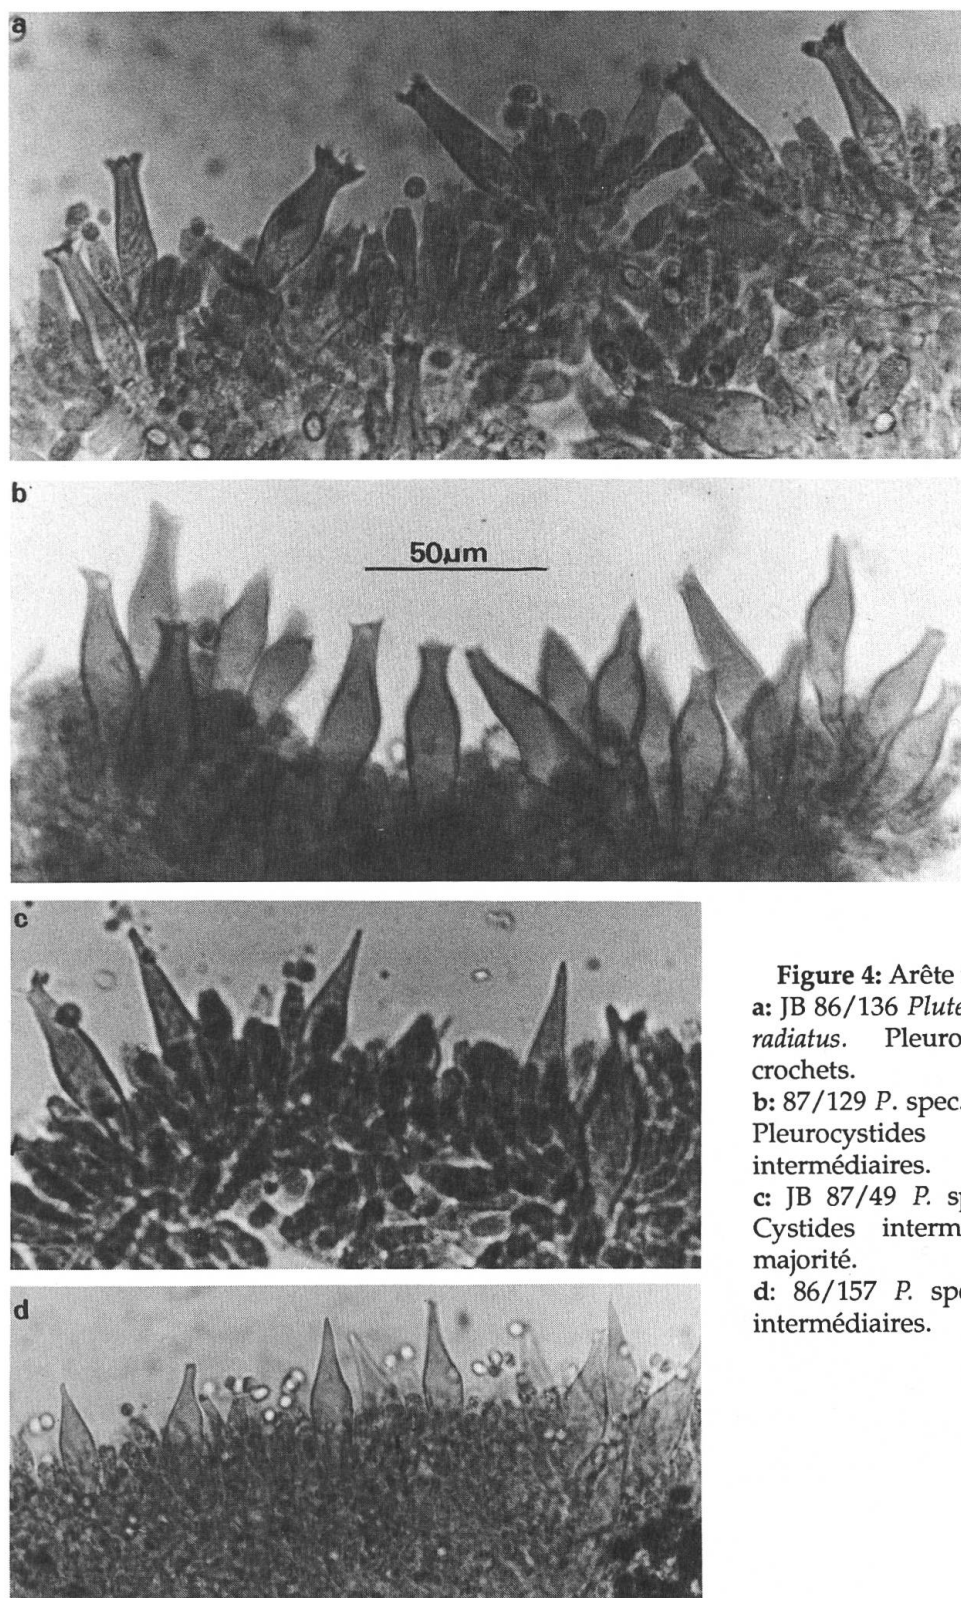 a
b
50µm
c
d
Figure 4: Arête
a: JB 86/136 Plute
radiatus. Pleuro
crochets.
b: 87/129 P. spec.
Pleurocystides
intermédiaires.
c: JB 87/49 P. sp
Cystides interm
majorité.
d: 86/157 P. spe
intermédiaires.